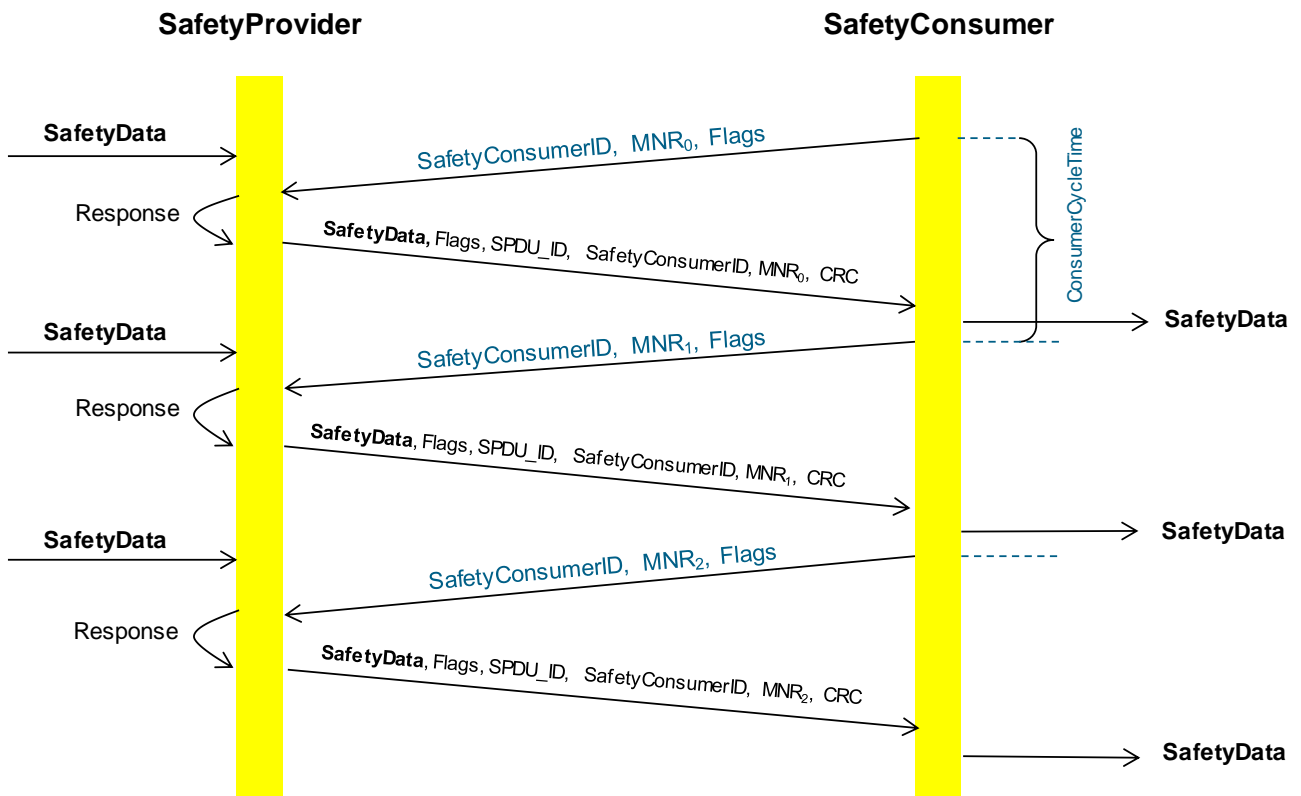 SafetyProvider
SafetyConsumer
SafetyData
SafetyConsumerID, MNR₀, Flags
ConsumerCycleTime
Response
SafetyData, Flags, SPDU_ID, SafetyConsumerID, MNR₀, CRC
SafetyData
SafetyData
SafetyConsumerID, MNR₁, Flags
Response
SafetyData, Flags, SPDU_ID, SafetyConsumerID, MNR₁, CRC
SafetyData
SafetyData
SafetyConsumerID, MNR₂, Flags
Response
SafetyData, Flags, SPDU_ID, SafetyConsumerID, MNR₂, CRC
SafetyData